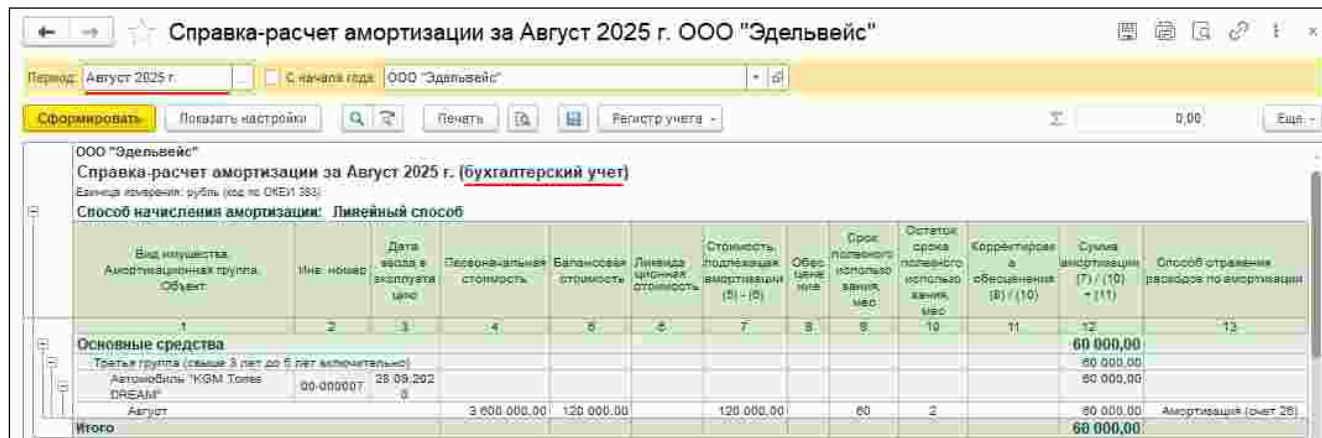 Справка-расчет амортизации за Август 2025 г. ООО "Эдельвейс"
Период: Август 2025 г. ... С начала года ООО "Эдельвейс"
Сформировать Показать настройки Печать Регистр учета 0,00 Еще
ООО "Эдельвейс"
Справка-расчет амортизации за Август 2025 г. (бухгалтерский учет)
Единица измерения: рубль (код по ОКЕИ 383)
Способ начисления амортизации: Линейный способ
Вид имущества, Амортизационная группа, Объект
Инв. номер
Дата ввода в эксплуатацию
Первоначальная стоимость
Балансовая стоимость
Ликвидационная стоимость
Стоимость, подлежащая амортизации (5) - (6)
Обесценение
Срок полезного использования, мес
Остаток срока полезного использования, мес
Корректировка обесценения (8) / (10)
Сумма амортизации (7) / (10) + (11)
Способ отражения расходов по амортизации
1 2 3 4 5 6 7 8 9 10 11 12 13
Основные средства 60 000,00
Третья группа (свыше 3 лет до 5 лет включительно) 60 000,00
Автомобиль "KGM Torres DREAM" 00-000007 28.09.2020 60 000,00
Август 3 600 000,00 120 000,00 120 000,00 60 2 60 000,00 Амортизация (счет 26)
Итого 60 000,00